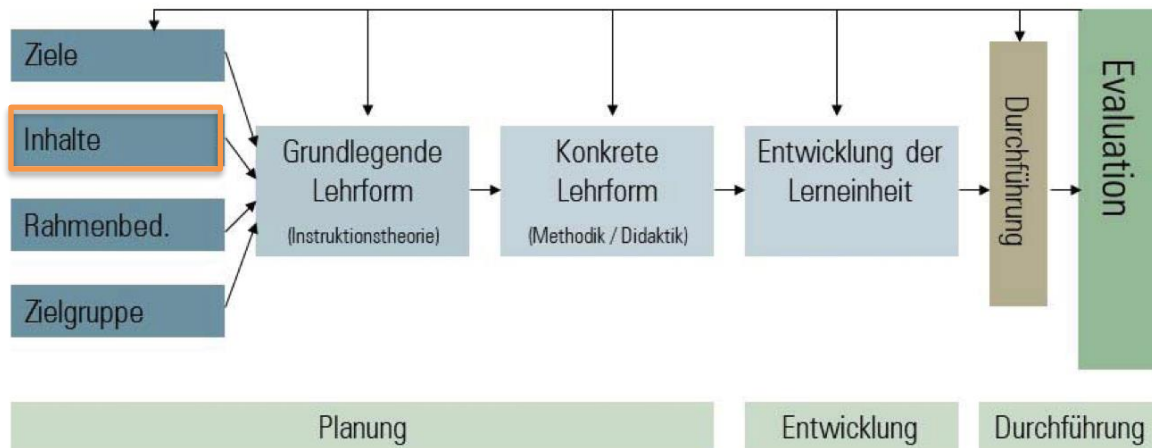 Ziele
Inhalte
Rahmenbed.
Zielgruppe
Grundlegende
Lehrform
(Instruktionstheorie)
Konkrete
Lehrform
(Methodik / Didaktik)
Entwicklung der
Lerneinheit
Durchführung
Evaluation
Planung
Entwicklung
Durchführung